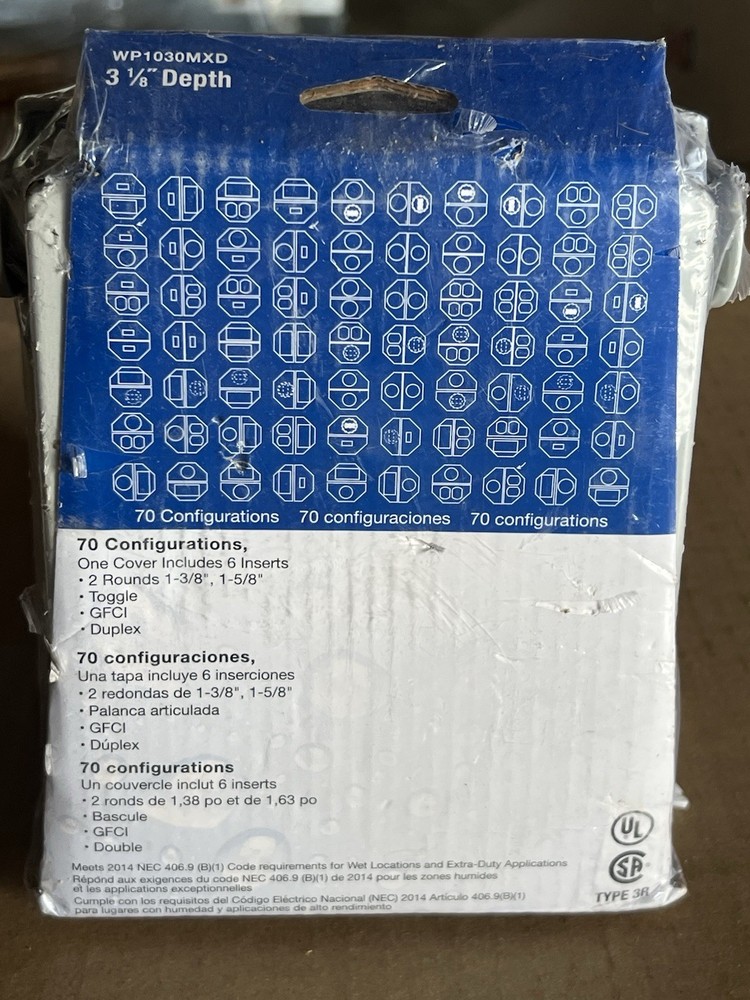 WP1030MXD
3 ⅛" Depth
70 Configurations 70 configuraciones 70 configurations
70 Configurations,
One Cover Includes 6 Inserts
• 2 Rounds 1-3/8", 1-5/8"
• Toggle
• GFCI
• Duplex
70 configuraciones,
Una tapa incluye 6 inserciones
• 2 redondas de 1-3/8", 1-5/8"
• Palanca articulada
• GFCI
• Dúplex
70 configurations
Un couvercle inclut 6 inserts
• 2 ronds de 1,38 po et de 1,63 po
• Bascule
• GFCI
• Double
Meets 2014 NEC 406.9 (B)(1) Code requirements for Wet Locations and Extra-Duty Applications
Répond aux exigences du code NEC 406.9 (B)(1) de 2014 pour les zones humides
et les applications exceptionnelles
Cumple con los requisitos del Código Eléctrico Nacional (NEC) 2014 Artículo 406.9(B)(1)
para lugares con humedad y aplicaciones de alto rendimiento
UL
SA
TYPE 3R